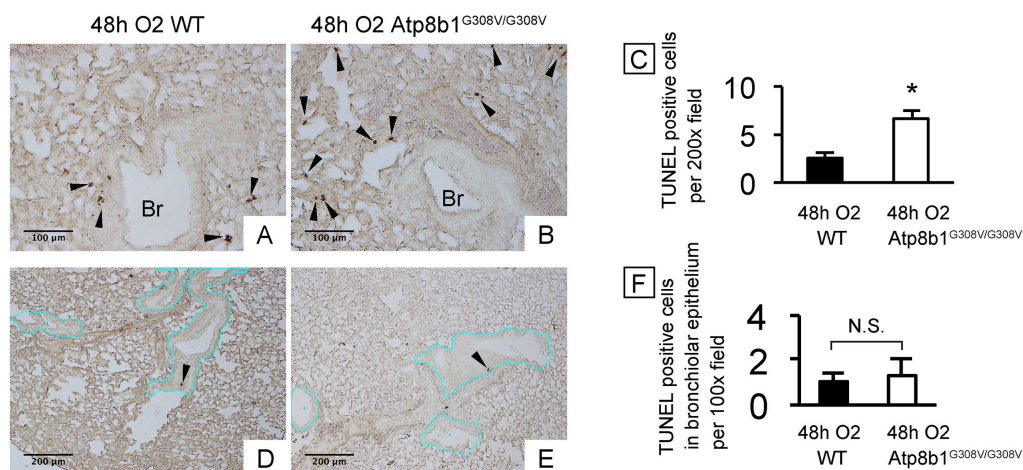 48h O2 WT
48h O2 Atp8b1G308V/G308V
Br
100 µm
A
Br
100 µm
B
200 µm
D
200 µm
E
C
TUNEL positive cells
per 200x field
10
5
0
*
48h O2
WT
48h O2
Atp8b1G308V/G308V
F
TUNEL positive cells
in bronchiolar epithelium
per 100x field
4
2
0
N.S.
48h O2
WT
48h O2
Atp8b1G308V/G308V